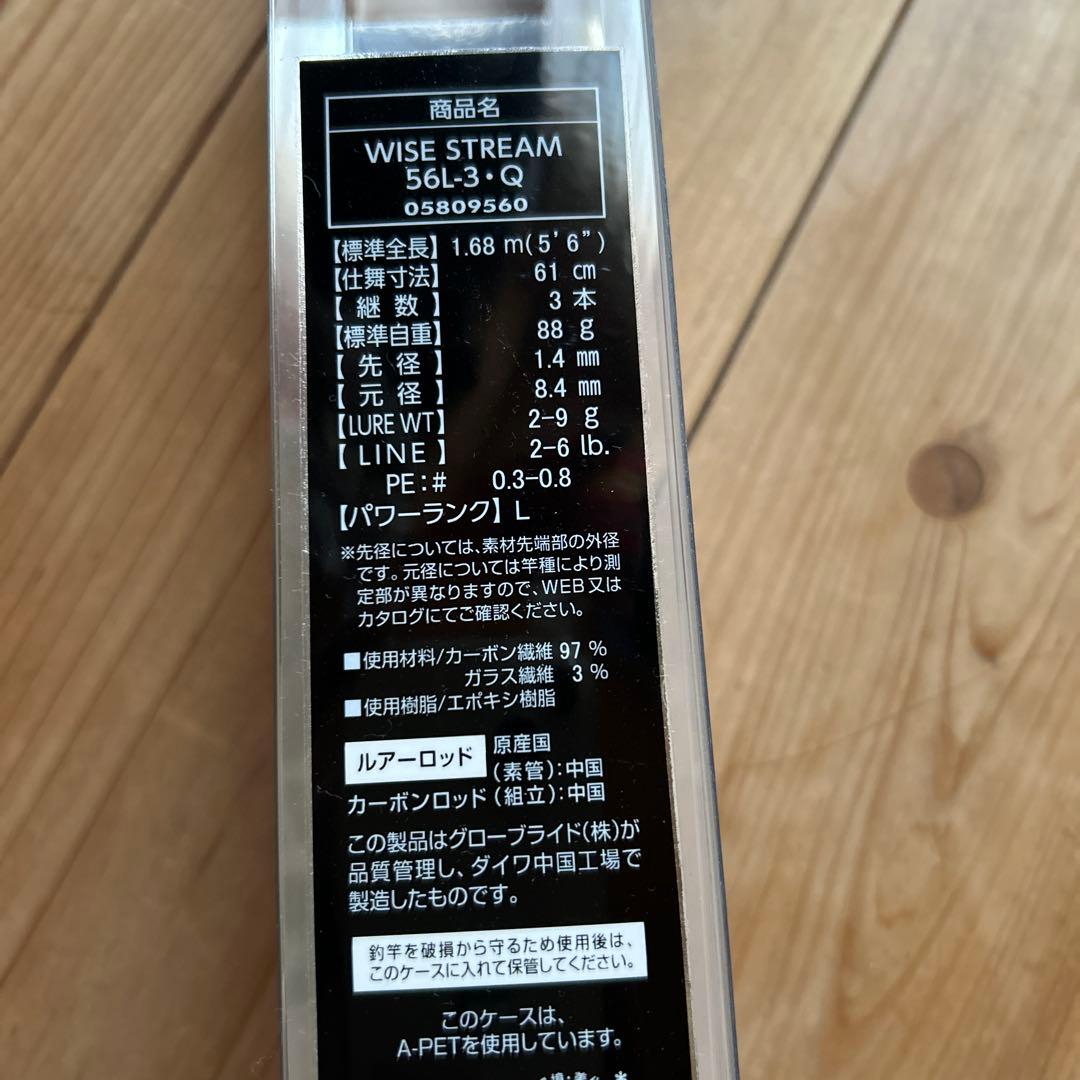 商品名
WISE STREAM
56L-3・Q
05809560
【標準全長】 1.68 m(5'6")
【仕舞寸法】 61 cm
【 継 数 】 3 本
【標準自重】 88 g
【 先 径 】 1.4 mm
【 元 径 】 8.4 mm
【LURE WT】 2-9 g
【 LINE 】 2-6 lb.
PE:# 0.3-0.8
【パワーランク】 L
※先径については、素材先端部の外径
です。元径については竿種により測
定部が異なりますので、WEB又は
カタログにてご確認ください。
■使用材料/カーボン繊維 97 %
ガラス繊維 3 %
■使用樹脂/エポキシ樹脂
ルアーロッド 原産国
(素管):中国
カーボンロッド (組立):中国
この製品はグローブライド(株)が
品質管理し、ダイワ中国工場で
製造したものです。
釣竿を破損から守るため使用後は、
このケースに入れて保管してください。
このケースは、
A-PETを使用しています。